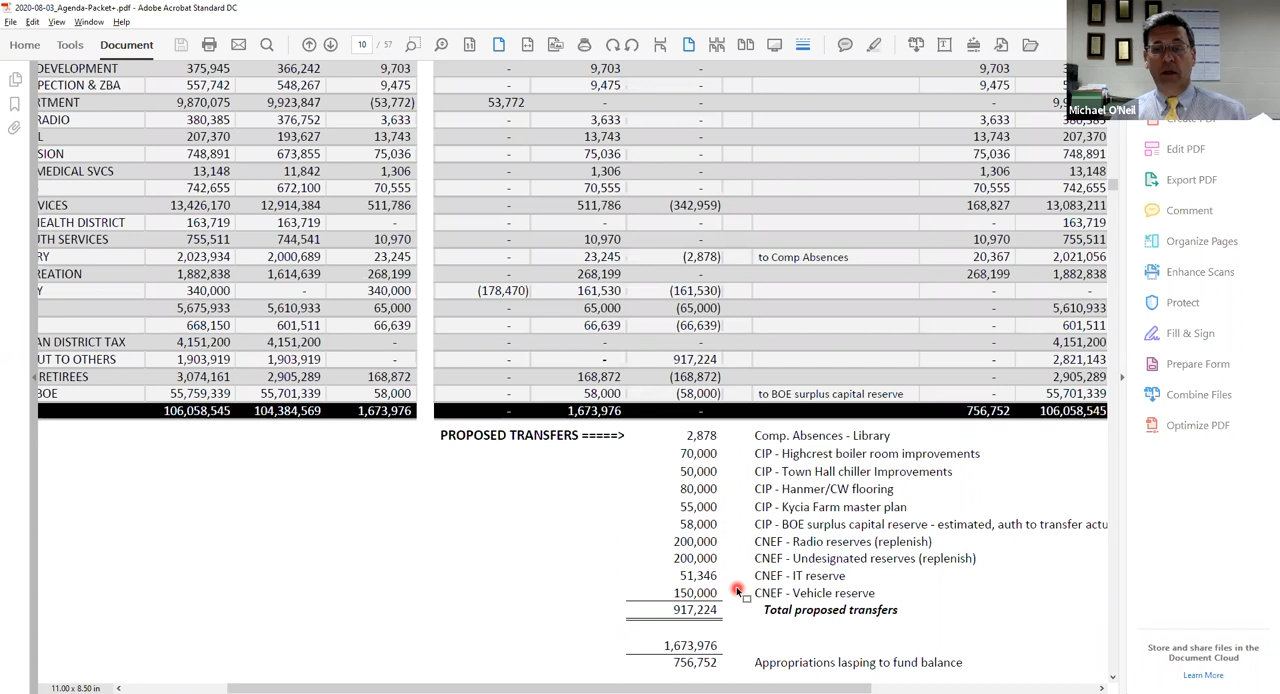 2020-08-03_Agenda-Packet+.pdf - Adobe Acrobat Standard DC
File Edit View Window Help
Home Tools Document 10 / 57
Michael O'Neil
DEVELOPMENT 375,945 366,242 9,703 - 9,703 - 9,703
PECTION & ZBA 557,742 548,267 9,475 - 9,475 - 9,475
RTMENT 9,870,075 9,923,847 (53,772) 53,772 - - -
RADIO 380,385 376,752 3,633 - 3,633 - 3,633 380,385
L 207,370 193,627 13,743 - 13,743 - 13,743 207,370
SION 748,891 673,855 75,036 - 75,036 - 75,036 748,891
MEDICAL SVCS 13,148 11,842 1,306 - 1,306 - 1,306 13,148
742,655 672,100 70,555 - 70,555 - 70,555 742,655
VICES 13,426,170 12,914,384 511,786 - 511,786 (342,959) 168,827 13,083,211
HEALTH DISTRICT 163,719 163,719 - - - - - 163,719
UTH SERVICES 755,511 744,541 10,970 - 10,970 - 10,970 755,511
RY 2,023,934 2,000,689 23,245 - 23,245 (2,878) to Comp Absences 20,367 2,021,056
REATION 1,882,838 1,614,639 268,199 - 268,199 - 268,199 1,882,838
Y 340,000 - 340,000 (178,470) 161,530 (161,530) - -
5,675,933 5,610,933 65,000 - 65,000 (65,000) - 5,610,933
668,150 601,511 66,639 - 66,639 (66,639) - 601,511
AN DISTRICT TAX 4,151,200 4,151,200 - - - - - 4,151,200
UT TO OTHERS 1,903,919 1,903,919 - - - 917,224 - 2,821,143
RETIREES 3,074,161 2,905,289 168,872 - 168,872 (168,872) - 2,905,289
BOE 55,759,339 55,701,339 58,000 - 58,000 (58,000) to BOE surplus capital reserve - 55,701,339
106,058,545 104,384,569 1,673,976 - 1,673,976 - 756,752 106,058,545
PROPOSED TRANSFERS =====> 2,878 Comp. Absences - Library
70,000 CIP - Highcrest boiler room improvements
50,000 CIP - Town Hall chiller Improvements
80,000 CIP - Hanmer/CW flooring
55,000 CIP - Kycia Farm master plan
58,000 CIP - BOE surplus capital reserve - estimated, auth to transfer actu
200,000 CNEF - Radio reserves (replenish)
200,000 CNEF - Undesignated reserves (replenish)
51,346 CNEF - IT reserve
150,000 CNEF - Vehicle reserve
917,224 Total proposed transfers
1,673,976
756,752 Appropriations lasping to fund balance
11.00 x 8.50 in
Create PDF
Edit PDF
Export PDF
Comment
Organize Pages
Enhance Scans
Protect
Fill & Sign
Prepare Form
Combine Files
Optimize PDF
Store and share files in the
Document Cloud
Learn More